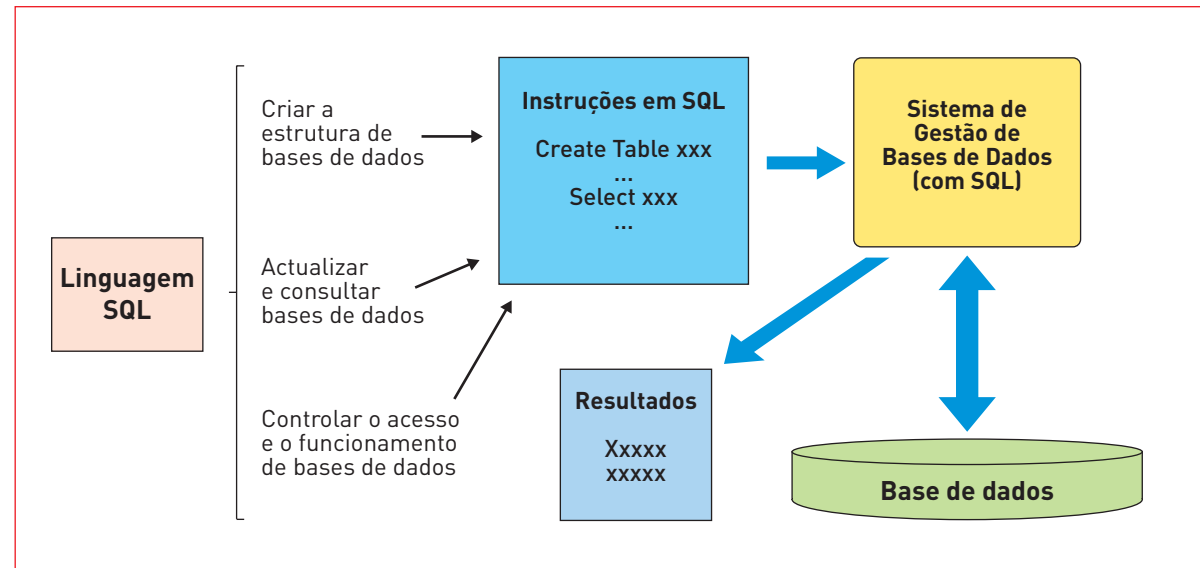 Linguagem
SQL
Criar a
estrutura de
bases de dados
Actualizar
e consultar
bases de dados
Controlar o acesso
e o funcionamento
de bases de dados
Instruções em SQL
Create Table xxx
...
Select xxx
...
Sistema de
Gestão de
Bases de Dados
(com SQL)
Resultados
Xxxxx
xxxxx
Base de dados